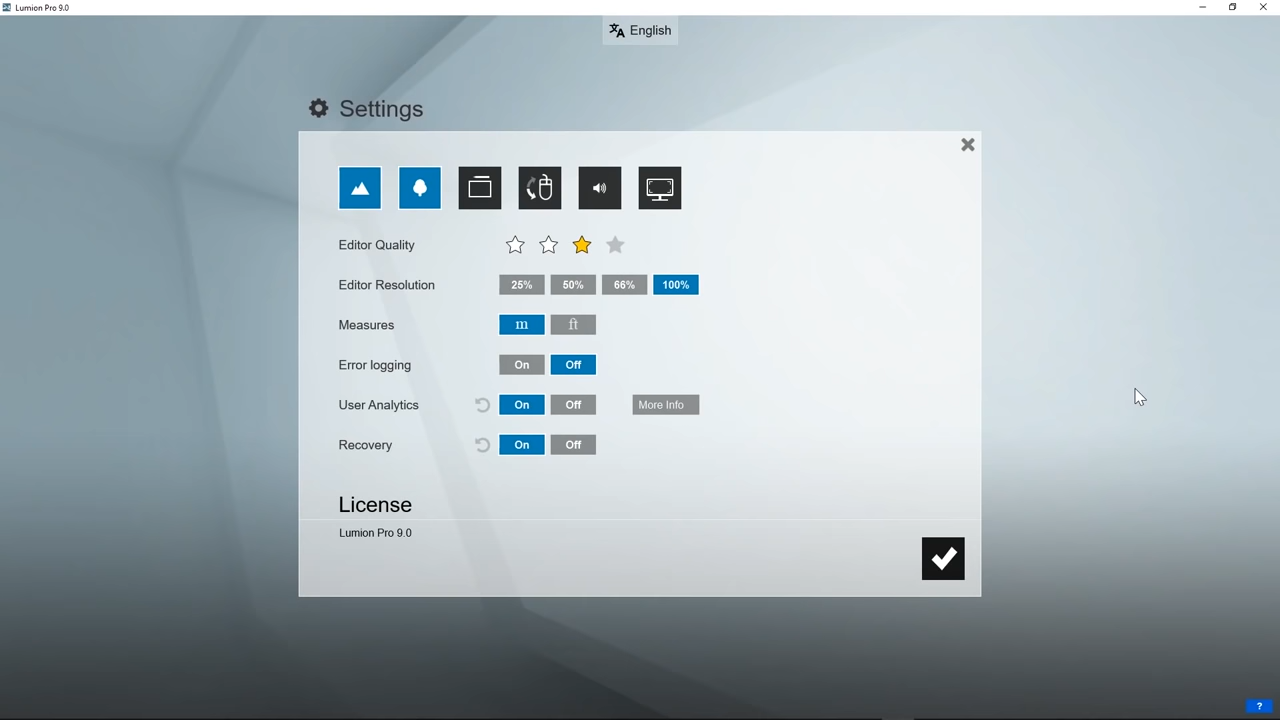 Lumion Pro 9.0
English
Settings
Editor Quality
Editor Resolution 25% 50% 66% 100%
Measures m ft
Error logging On Off
User Analytics On Off More Info
Recovery On Off
License
Lumion Pro 9.0
?